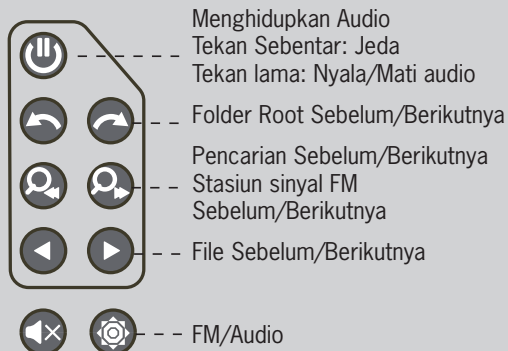 Menghidupkan Audio
Tekan Sebentar: Jeda
Tekan lama: Nyala/Mati audio
Folder Root Sebelum/Berikutnya
Pencarian Sebelum/Berikutnya
Stasiun sinyal FM
Sebelum/Berikutnya
File Sebelum/Berikutnya
FM/Audio